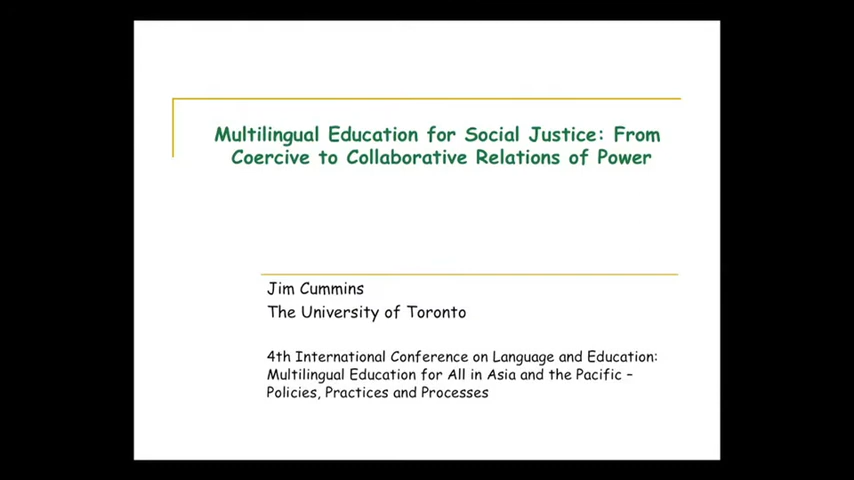 Multilingual Education for Social Justice: From
Coercive to Collaborative Relations of Power
Jim Cummins
The University of Toronto
4th International Conference on Language and Education:
Multilingual Education for All in Asia and the Pacific –
Policies, Practices and Processes